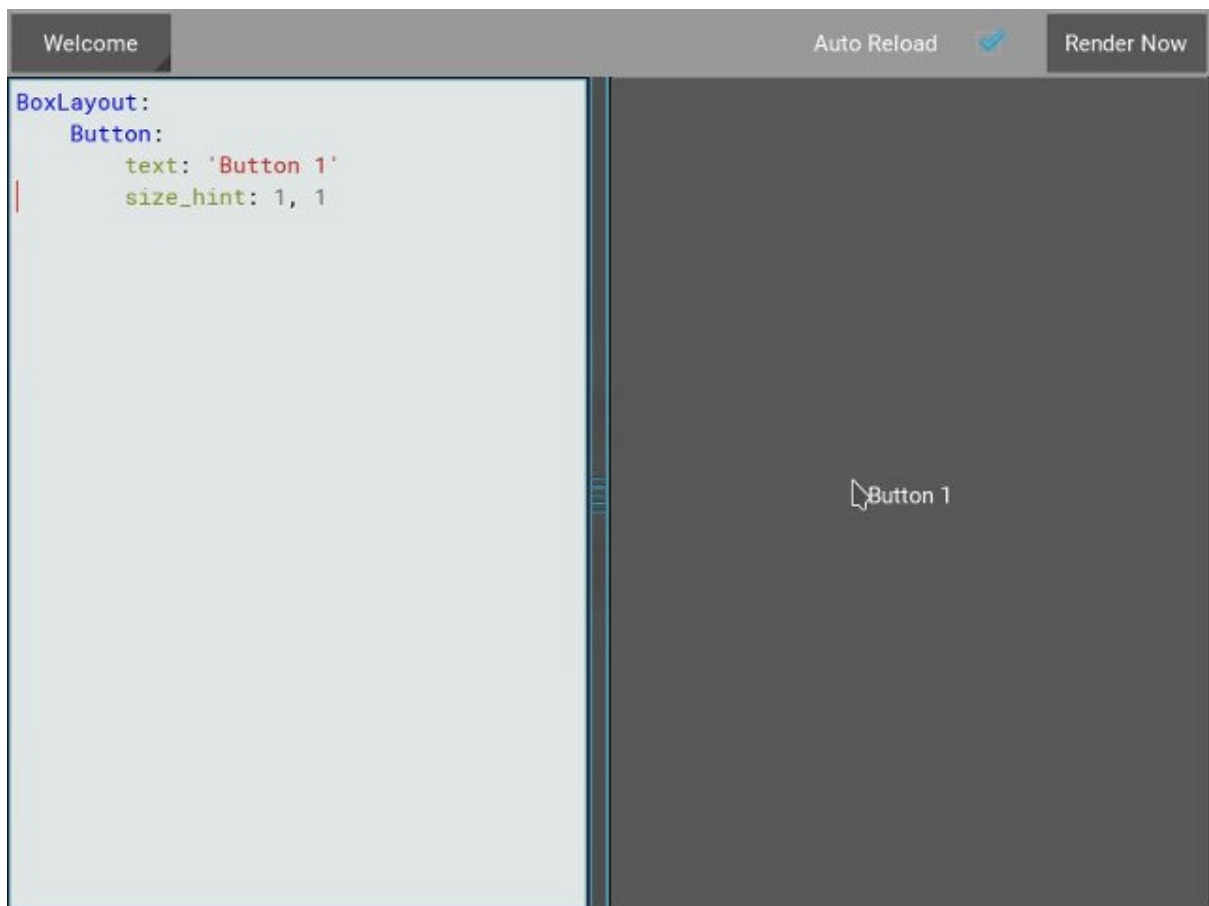 Welcome
Auto Reload
Render Now
BoxLayout:
    Button:
        text: 'Button 1'
        size_hint: 1, 1
Button 1